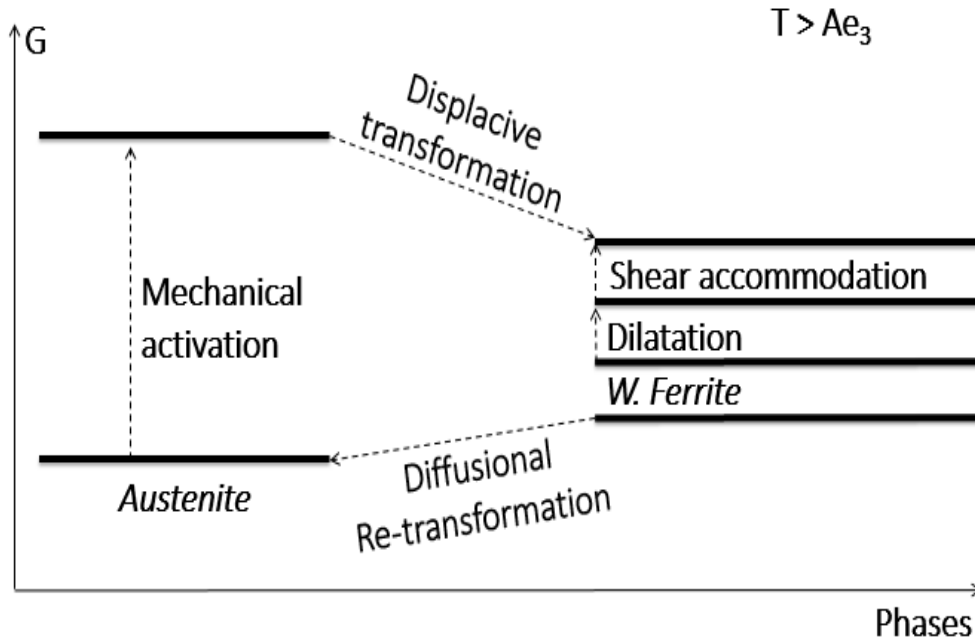 G
T > Ae₃
Displacive
transformation
Mechanical
activation
Shear accommodation
Dilatation
W. Ferrite
Austenite
Diffusional
Re-transformation
Phases